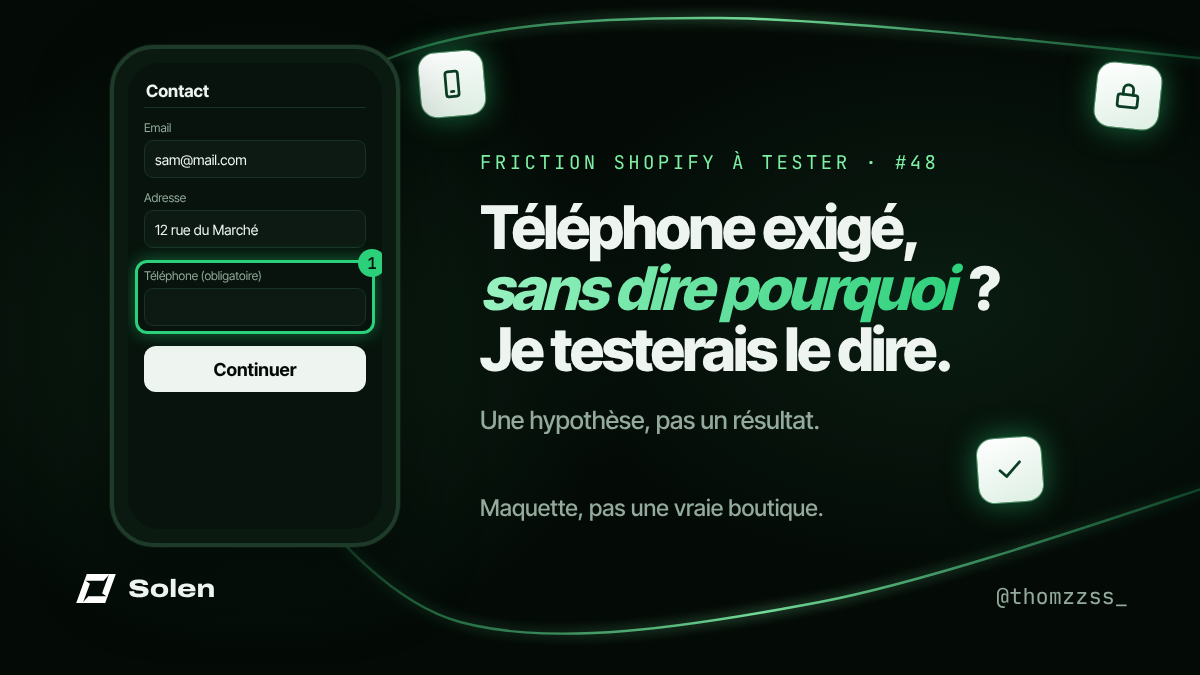 Contact
Email
sam@mail.com
Adresse
12 rue du Marché
1
Téléphone (obligatoire)
Continuer
FRICTION SHOPIFY À TESTER · #48
Téléphone exigé,
sans dire pourquoi ?
Je testerais le dire.
Une hypothèse, pas un résultat.
Maquette, pas une vraie boutique.
Solen
@thomzzss_